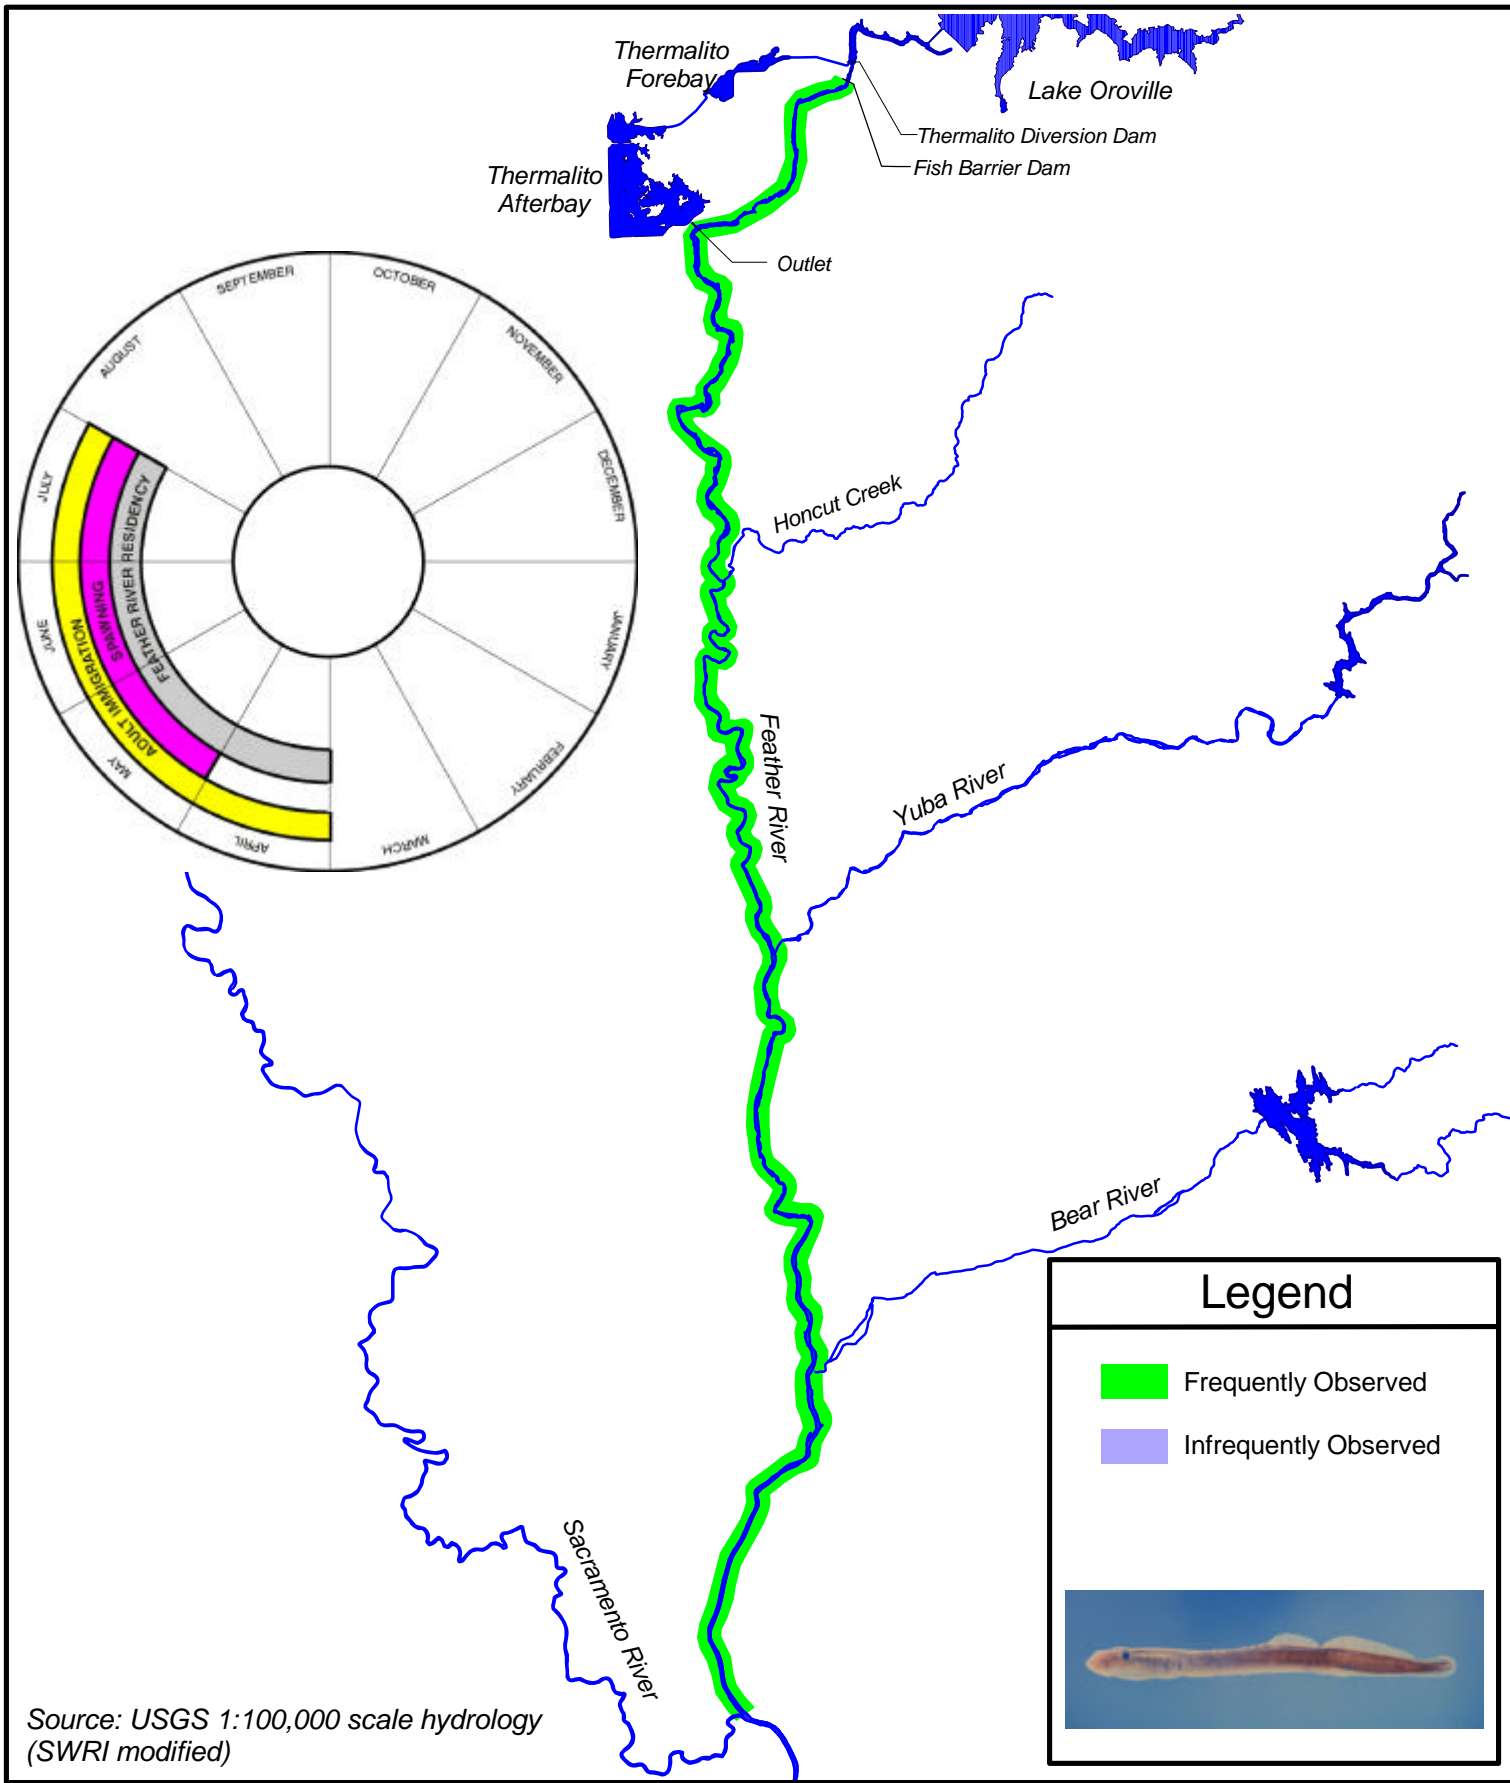 Thermalito
Forebay
Lake Oroville
Thermalito Diversion Dam
Fish Barrier Dam
Thermalito
Afterbay
Outlet
SEPTEMBER
OCTOBER
AUGUST
NOVEMBER
JULY
DECEMBER
JUNE
JANUARY
MAY
FEBRUARY
APRIL
MARCH
FEATHER RIVER RESIDENCY
SPAWNING
ADULT IMMIGRATION
Honcut Creek
Feather River
Yuba River
Bear River
Sacramento River
Legend
Frequently Observed
Infrequently Observed
Source: USGS 1:100,000 scale hydrology
(SWRI modified)